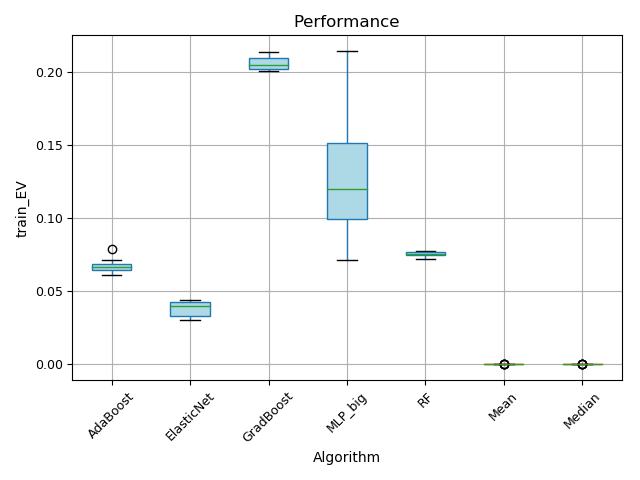 Performance
train_EV
0.20
0.15
0.10
0.05
0.00
AdaBoost
ElasticNet
GradBoost
MLP_big
RF
Mean
Median
Algorithm